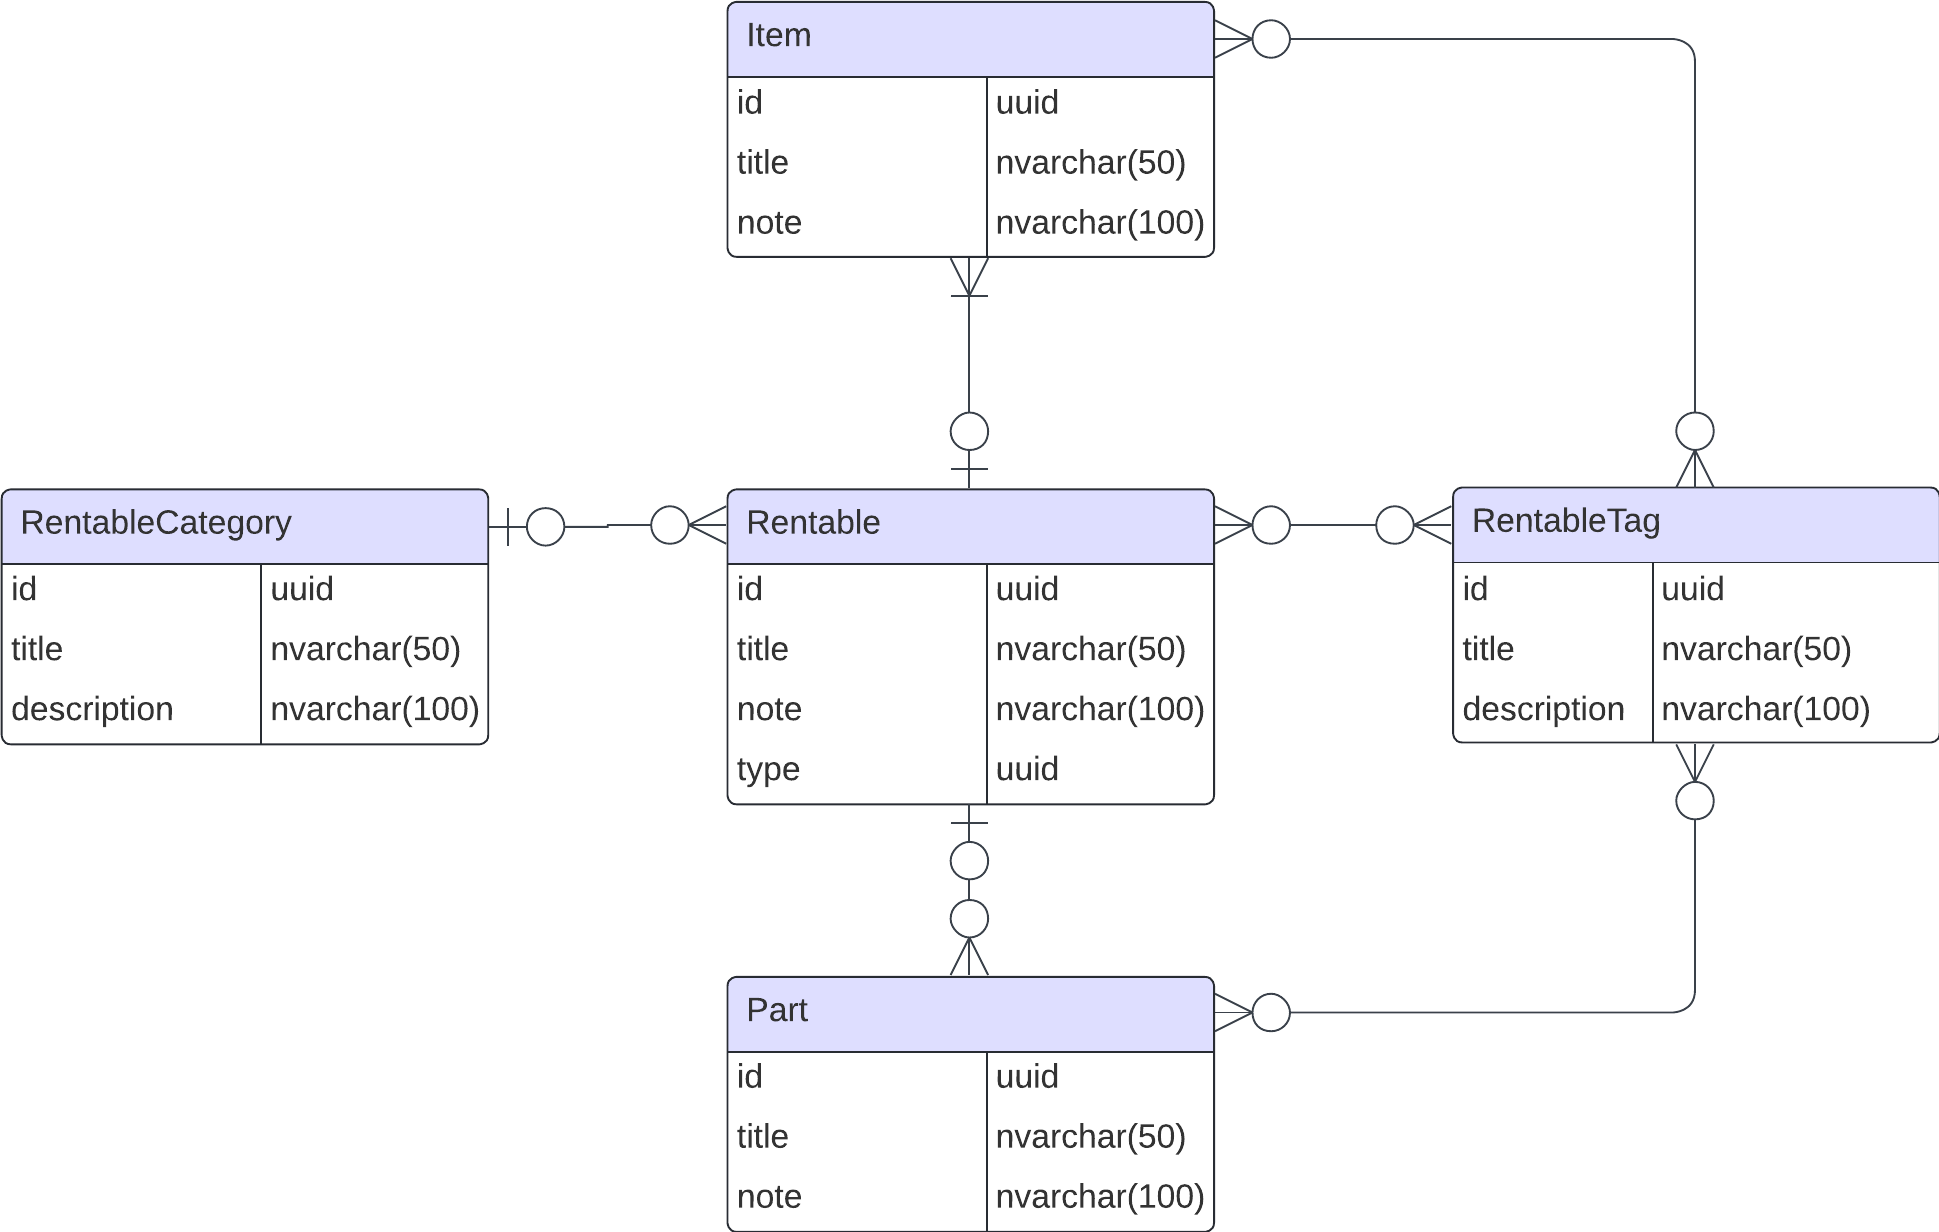 Item
id uuid
title nvarchar(50)
note nvarchar(100)
RentableCategory
id uuid
title nvarchar(50)
description nvarchar(100)
Rentable
id uuid
title nvarchar(50)
note nvarchar(100)
type uuid
RentableTag
id uuid
title nvarchar(50)
description nvarchar(100)
Part
id uuid
title nvarchar(50)
note nvarchar(100)